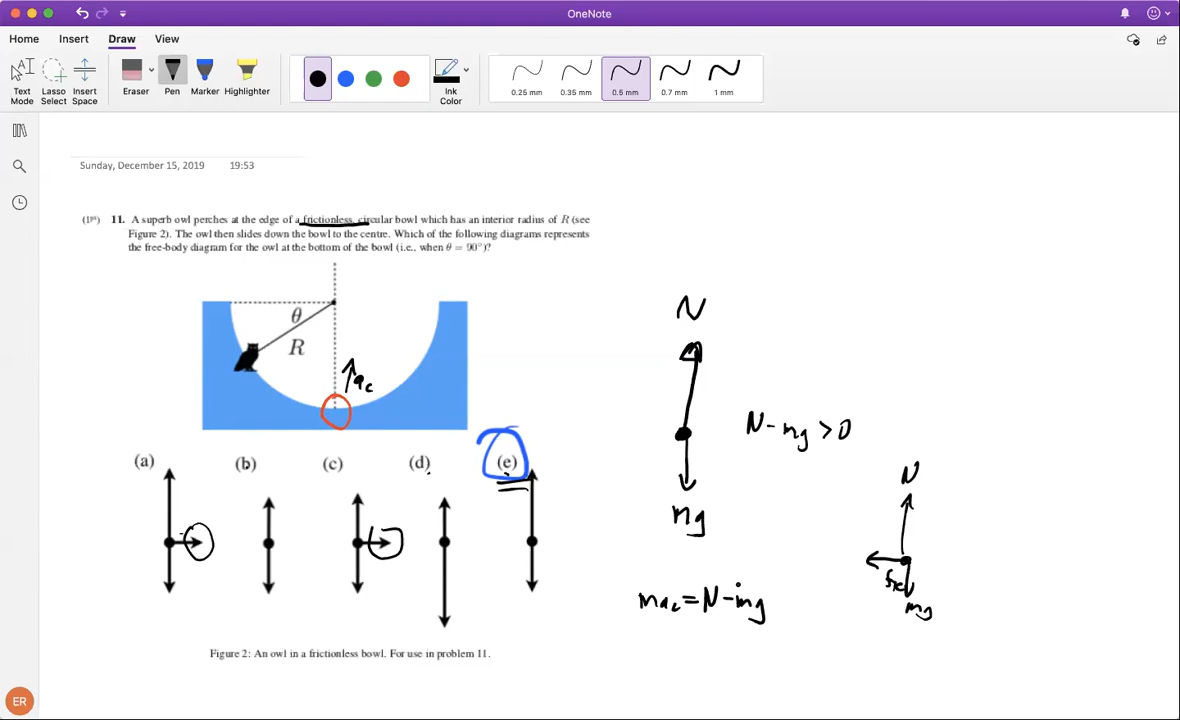 OneNote
Home Insert Draw View
Text Mode
Lasso Select
Insert Space
Eraser
Pen
Marker
Highlighter
Ink Color
0.25 mm
0.35 mm
0.5 mm
0.7 mm
1 mm
Sunday, December 15, 2019 19:53
11. A superb owl perches at the edge of a frictionless, circular bowl which has an interior radius of R (see
Figure 2). The owl then slides down the bowl to the centre. Which of the following diagrams represents
the free-body diagram for the owl at the bottom of the bowl (i.e., when θ = 90°)?
θ
R
ac
(a) (b) (c) (d) (e)
N
N - mg > 0
mg
mac = N - mg
N
fric
mg
Figure 2: An owl in a frictionless bowl. For use in problem 11.
ER